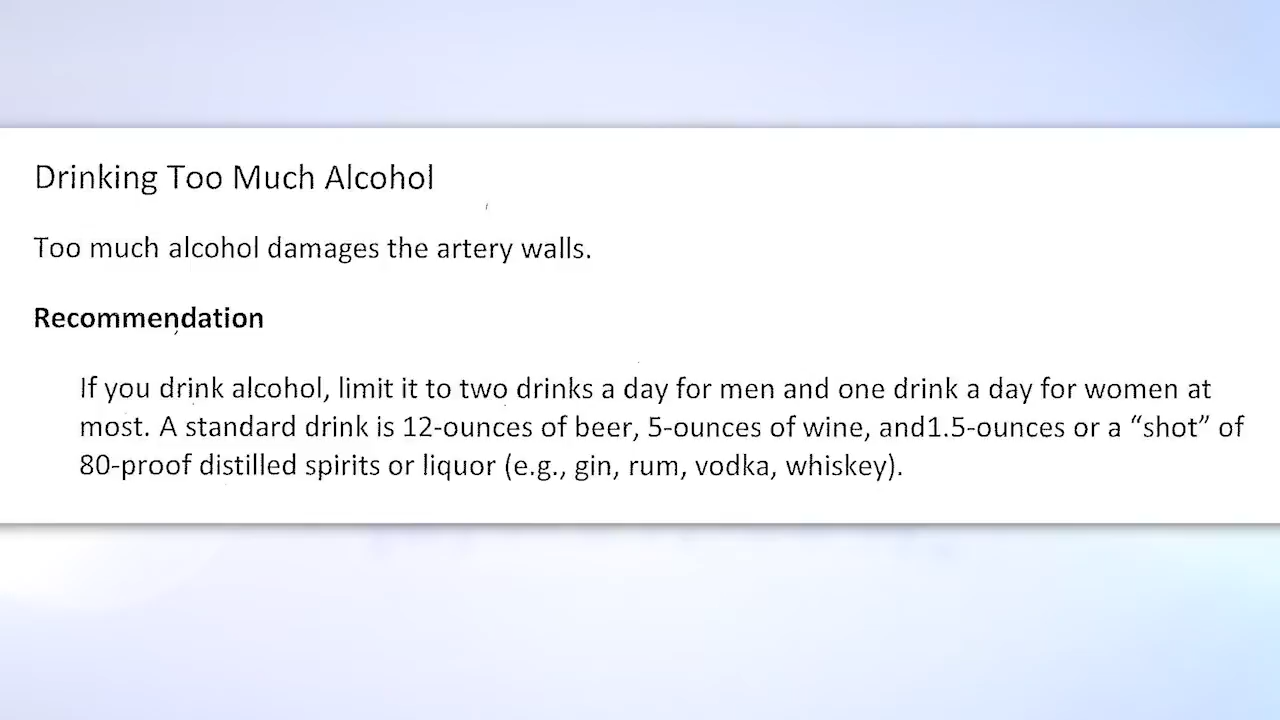 Drinking Too Much Alcohol
Too much alcohol damages the artery walls.
Recommendation
If you drink alcohol, limit it to two drinks a day for men and one drink a day for women at
most. A standard drink is 12-ounces of beer, 5-ounces of wine, and1.5-ounces or a “shot” of
80-proof distilled spirits or liquor (e.g., gin, rum, vodka, whiskey).